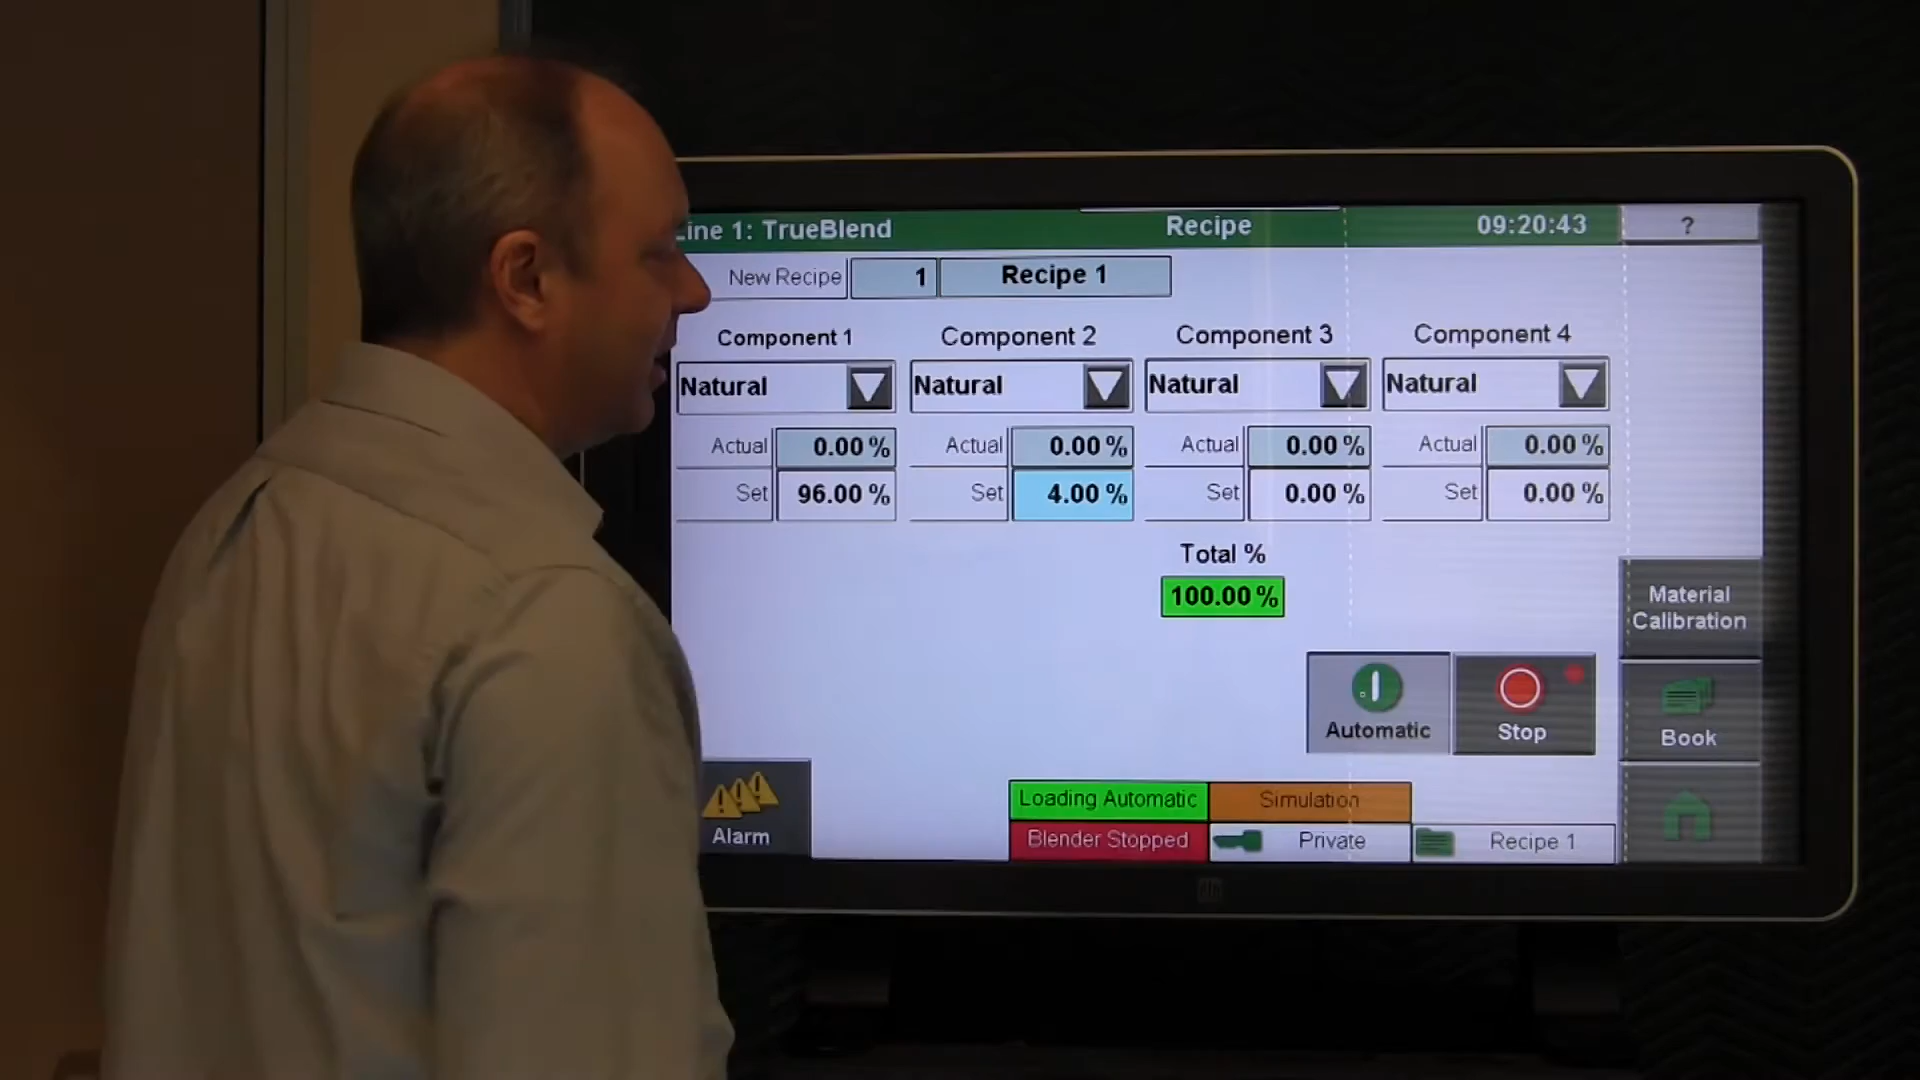 Line 1: TrueBlend Recipe 09:20:43 ?
New Recipe 1 Recipe 1
Component 1 Component 2 Component 3 Component 4
Natural Natural Natural Natural
Actual 0.00 % Actual 0.00 % Actual 0.00 % Actual 0.00 %
Set 96.00 % Set 4.00 % Set 0.00 % Set 0.00 %
Total %
100.00 %
Material
Calibration
Automatic Stop Book
Loading Automatic Simulation
Alarm Blender Stopped Private Recipe 1